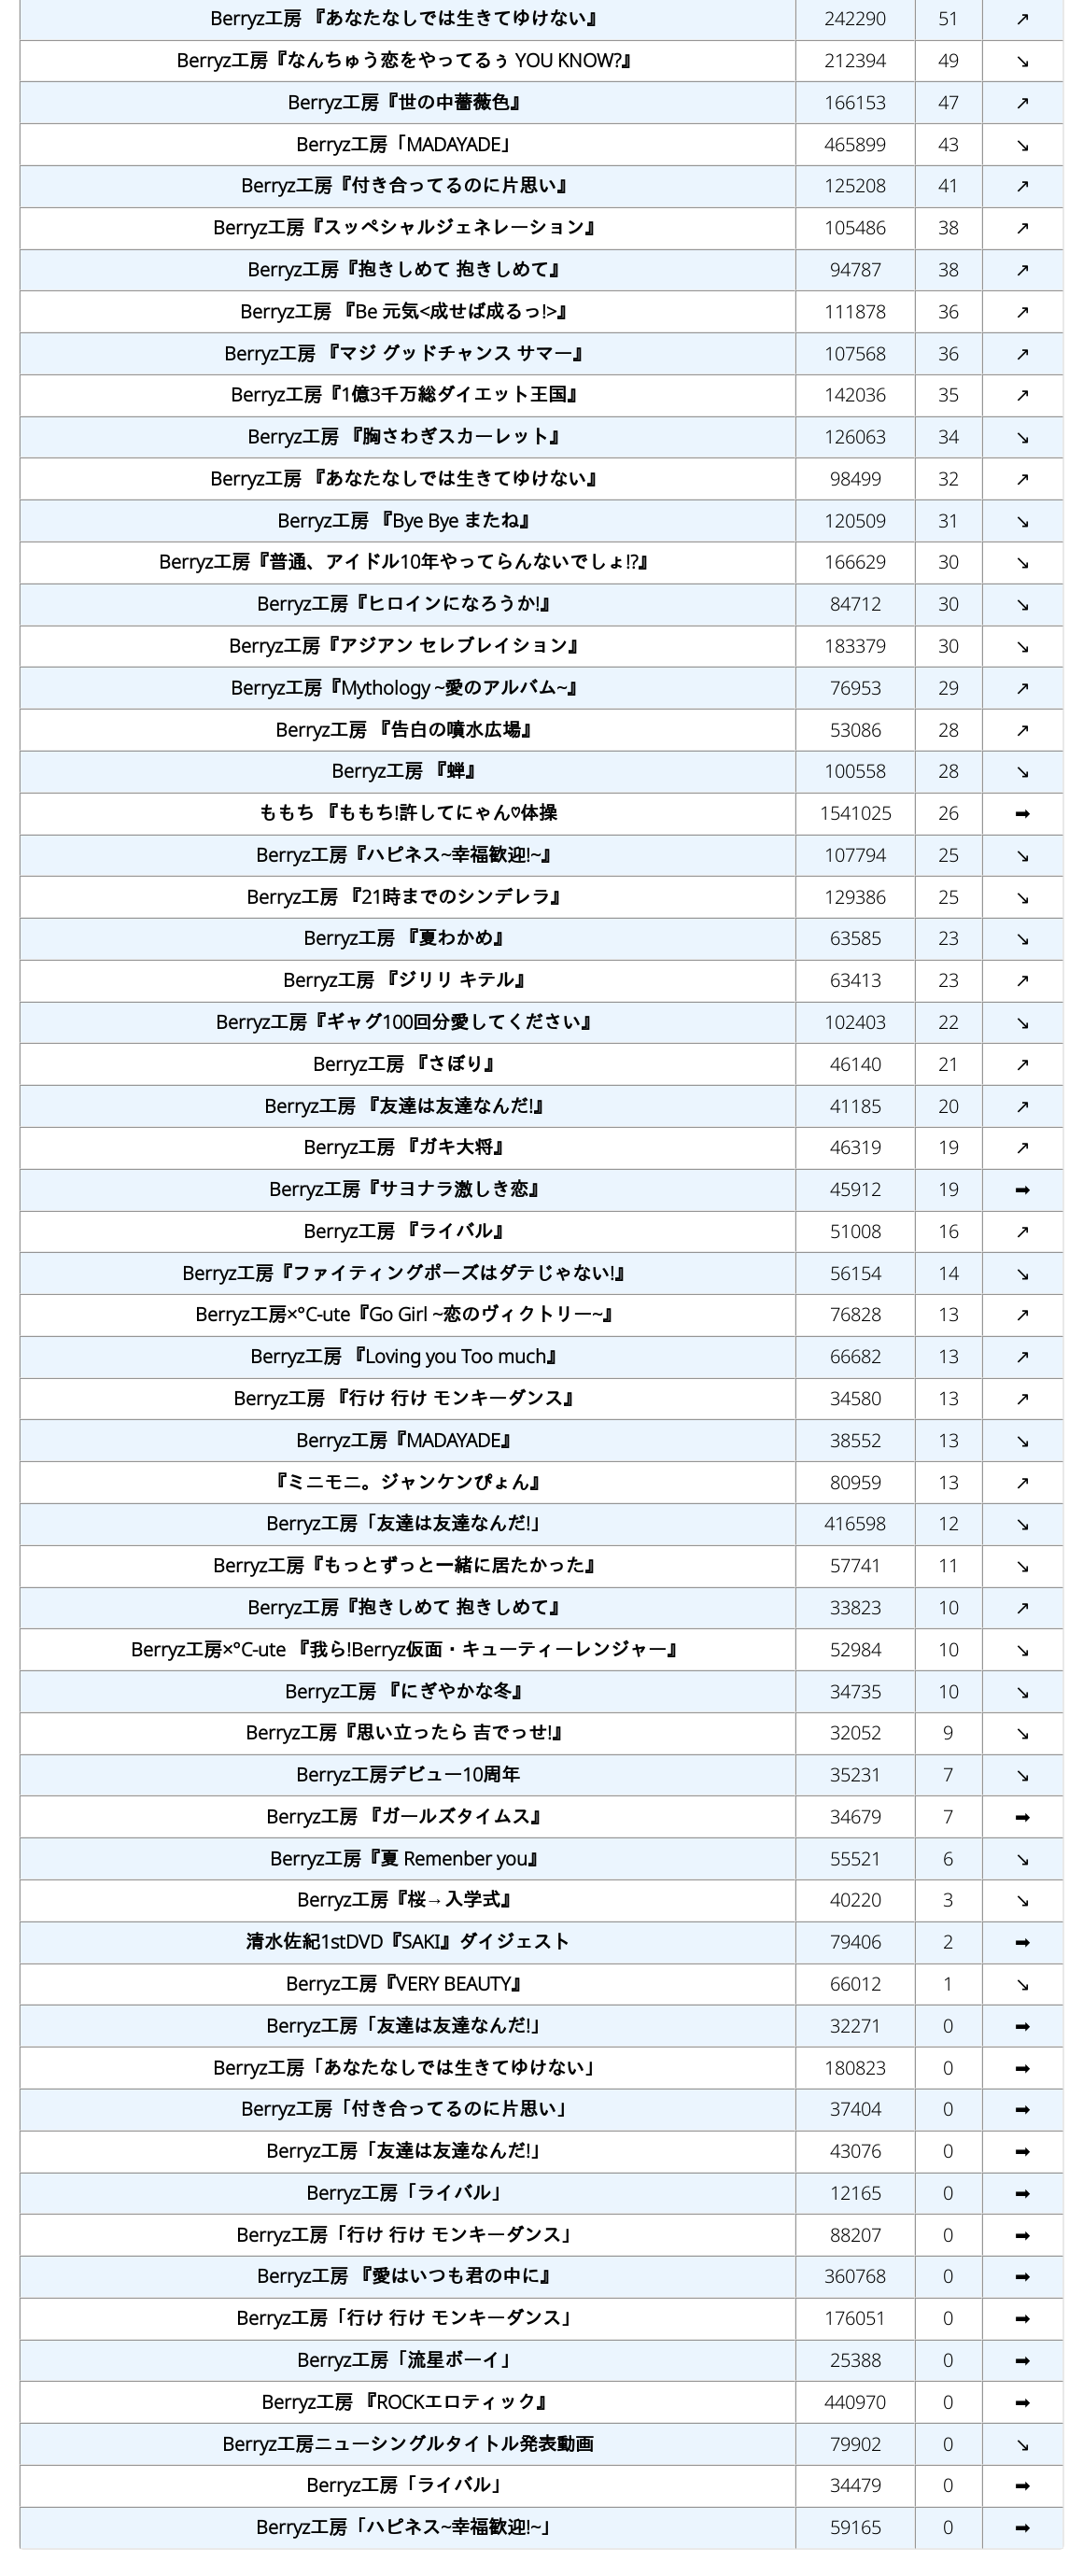 Berryz工房 『あなたなしでは生きてゆけない』 242290 51 ↗
Berryz工房『なんちゅう恋をやってるぅ YOU KNOW?』 212394 49 ↘
Berryz工房『世の中薔薇色』 166153 47 ↗
Berryz工房「MADAYADE」 465899 43 ↘
Berryz工房『付き合ってるのに片思い』 125208 41 ↗
Berryz工房『スッペシャルジェネレーション』 105486 38 ↗
Berryz工房『抱きしめて 抱きしめて』 94787 38 ↗
Berryz工房 『Be 元気<成せば成るっ!>』 111878 36 ↗
Berryz工房 『マジ グッドチャンス サマー』 107568 36 ↗
Berryz工房『1億3千万総ダイエット王国』 142036 35 ↗
Berryz工房 『胸さわぎスカーレット』 126063 34 ↘
Berryz工房 『あなたなしでは生きてゆけない』 98499 32 ↗
Berryz工房 『Bye Bye またね』 120509 31 ↘
Berryz工房『普通、アイドル10年やってらんないでしょ!?』 166629 30 ↘
Berryz工房『ヒロインになろうか!』 84712 30 ↘
Berryz工房『アジアン セレブレイション』 183379 30 ↘
Berryz工房『Mythology ~愛のアルバム~』 76953 29 ↗
Berryz工房 『告白の噴水広場』 53086 28 ↗
Berryz工房 『蝉』 100558 28 ↘
ももち 『ももち!許してにゃん♡体操 1541025 26 ➡
Berryz工房『ハピネス~幸福歓迎!~』 107794 25 ↘
Berryz工房 『21時までのシンデレラ』 129386 25 ↘
Berryz工房 『夏わかめ』 63585 23 ↘
Berryz工房 『ジリリ キテル』 63413 23 ↗
Berryz工房『ギャグ100回分愛してください』 102403 22 ↘
Berryz工房 『さぼり』 46140 21 ↗
Berryz工房 『友達は友達なんだ!』 41185 20 ↗
Berryz工房 『ガキ大将』 46319 19 ↗
Berryz工房『サヨナラ激しき恋』 45912 19 ➡
Berryz工房 『ライバル』 51008 16 ↗
Berryz工房『ファイティングポーズはダテじゃない!』 56154 14 ↘
Berryz工房×°C-ute『Go Girl ~恋のヴィクトリー~』 76828 13 ↗
Berryz工房 『Loving you Too much』 66682 13 ↗
Berryz工房 『行け 行け モンキーダンス』 34580 13 ↗
Berryz工房『MADAYADE』 38552 13 ↘
『ミニモニ。ジャンケンぴょん』 80959 13 ↗
Berryz工房「友達は友達なんだ!」 416598 12 ↘
Berryz工房『もっとずっと一緒に居たかった』 57741 11 ↘
Berryz工房『抱きしめて 抱きしめて』 33823 10 ↗
Berryz工房×°C-ute 『我ら!Berryz仮面・キューティーレンジャー』 52984 10 ↘
Berryz工房 『にぎやかな冬』 34735 10 ↘
Berryz工房『思い立ったら 吉でっせ!』 32052 9 ↘
Berryz工房デビュー10周年 35231 7 ↘
Berryz工房 『ガールズタイムス』 34679 7 ➡
Berryz工房『夏 Remenber you』 55521 6 ↘
Berryz工房『桜→入学式』 40220 3 ↘
清水佐紀1stDVD『SAKI』ダイジェスト 79406 2 ➡
Berryz工房『VERY BEAUTY』 66012 1 ↘
Berryz工房「友達は友達なんだ!」 32271 0 ➡
Berryz工房「あなたなしでは生きてゆけない」 180823 0 ➡
Berryz工房「付き合ってるのに片思い」 37404 0 ➡
Berryz工房「友達は友達なんだ!」 43076 0 ➡
Berryz工房「ライバル」 12165 0 ➡
Berryz工房「行け 行け モンキーダンス」 88207 0 ➡
Berryz工房 『愛はいつも君の中に』 360768 0 ➡
Berryz工房「行け 行け モンキーダンス」 176051 0 ➡
Berryz工房「流星ボーイ」 25388 0 ➡
Berryz工房 『ROCKエロティック』 440970 0 ➡
Berryz工房ニューシングルタイトル発表動画 79902 0 ↘
Berryz工房「ライバル」 34479 0 ➡
Berryz工房「ハピネス~幸福歓迎!~」 59165 0 ➡